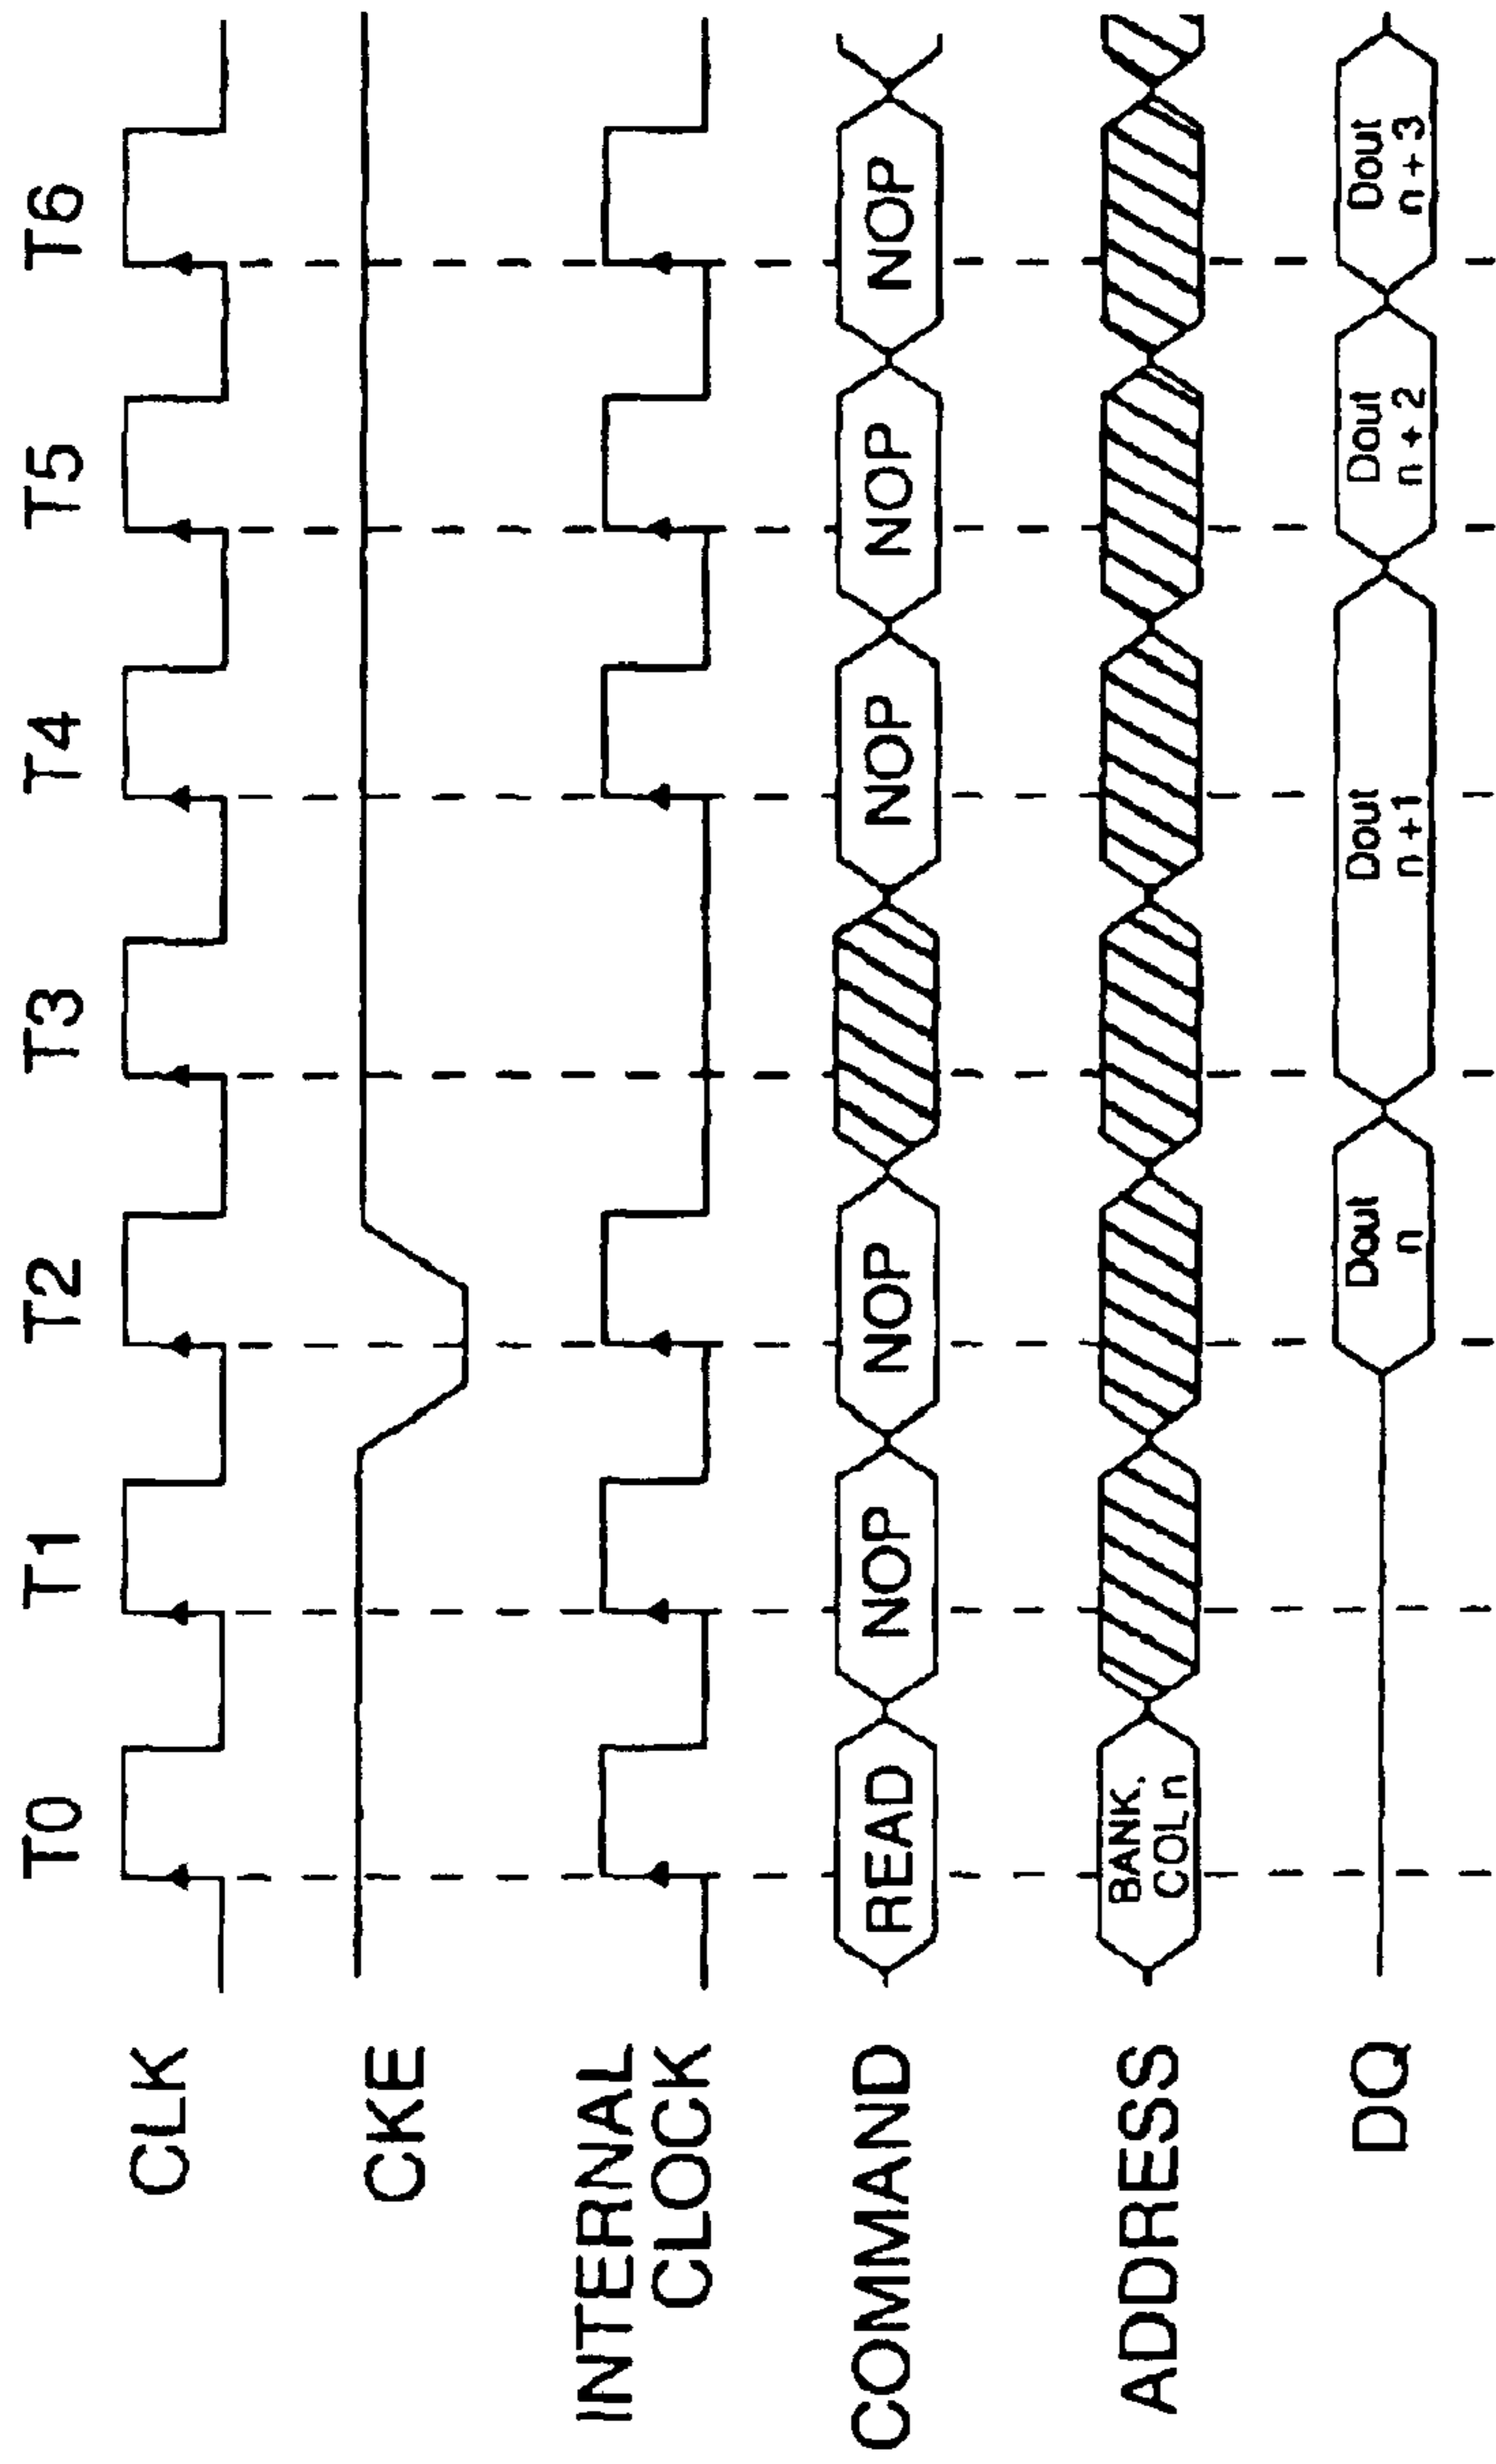 T0 T1 T2 T3 T4 T5 T6
CLK
CKE
INTERNAL
CLOCK
COMMAND READ NOP NOP NOP NOP NOP
ADDRESS BANK,
COL n
DQ Dout Dout Dout Dout
n n+1 n+2 n+3